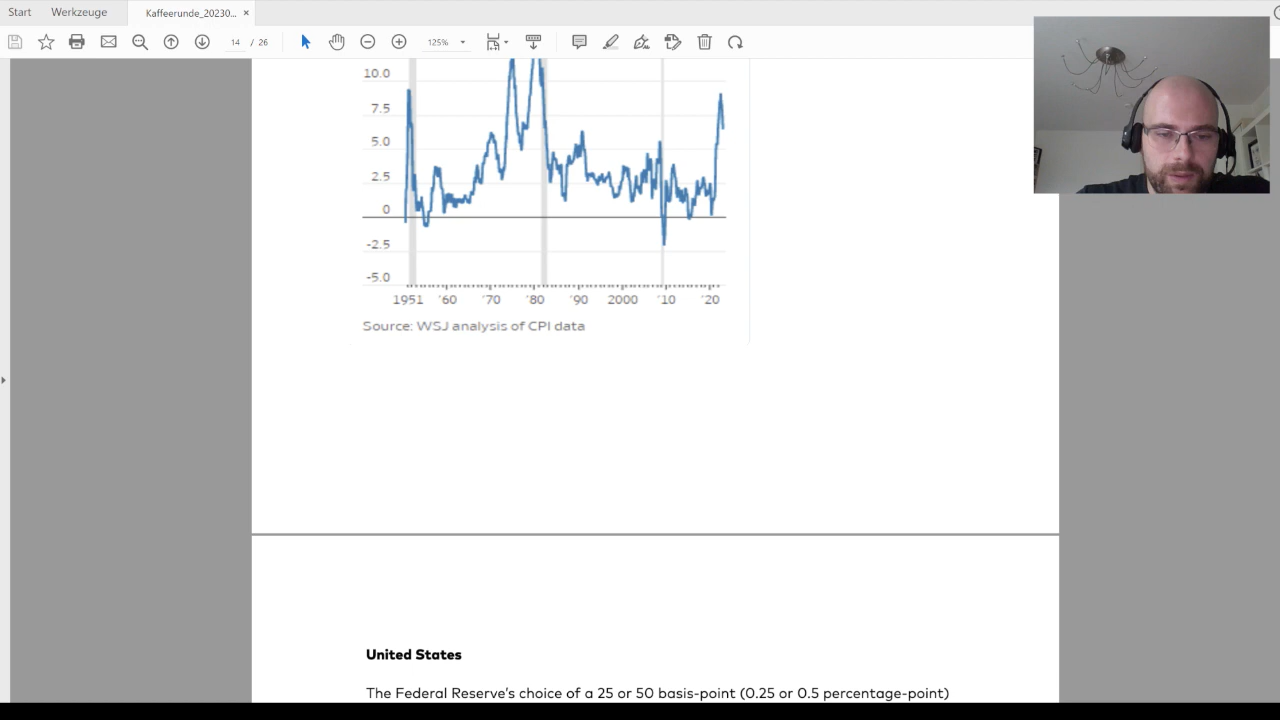 Start Werkzeuge Kaffeerunde_20230... ×
14 / 26 125%
10.0
7.5
5.0
2.5
0
-2.5
-5.0
1951 '60 '70 '80 '90 2000 '10 '20
Source: WSJ analysis of CPI data
United States
The Federal Reserve's choice of a 25 or 50 basis-point (0.25 or 0.5 percentage-point)